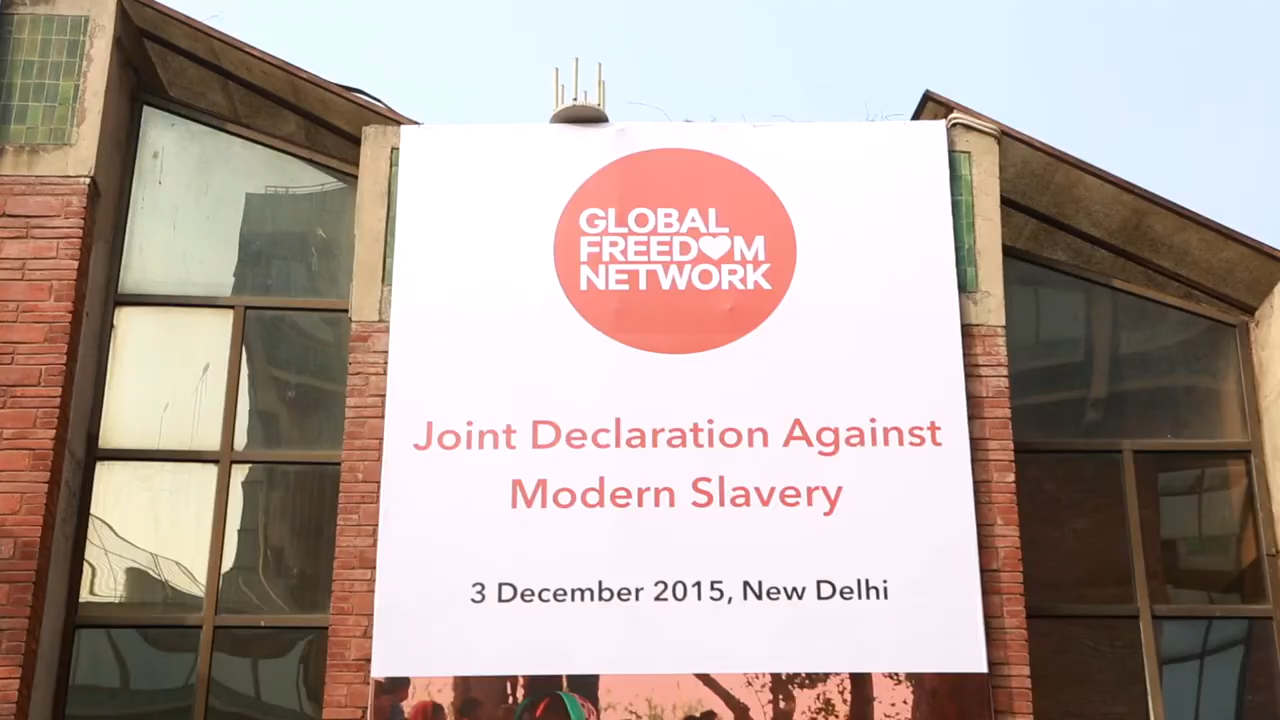 GLOBAL
FREEDOM
NETWORK
Joint Declaration Against
Modern Slavery
3 December 2015, New Delhi